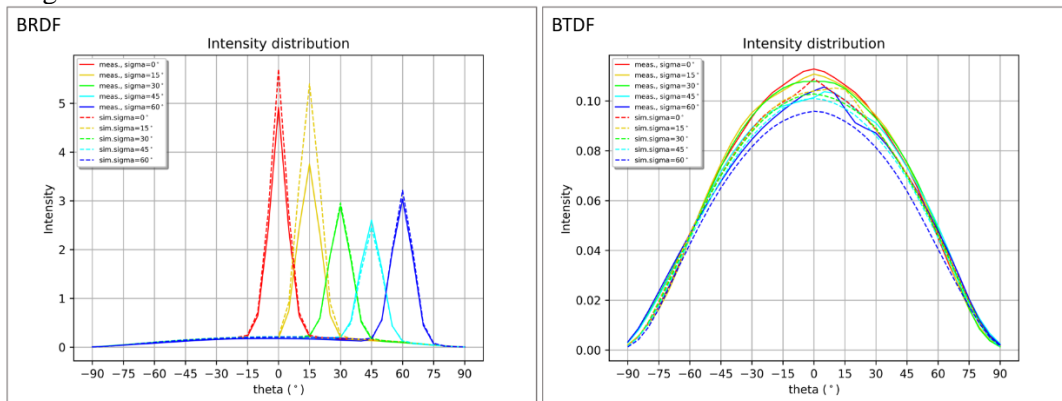 BRDF
Intensity distribution
meas., sigma=0°
meas., sigma=15°
meas., sigma=30°
meas., sigma=45°
meas., sigma=60°
sim.sigma=0°
sim.sigma=15°
sim.sigma=30°
sim.sigma=45°
sim.sigma=60°
Intensity
5
4
3
2
1
0
−90 −75 −60 −45 −30 −15 0 15 30 45 60 75 90
theta (°)
BTDF
Intensity distribution
meas., sigma=0°
meas., sigma=15°
meas., sigma=30°
meas., sigma=45°
meas., sigma=60°
sim.sigma=0°
sim.sigma=15°
sim.sigma=30°
sim.sigma=45°
sim.sigma=60°
Intensity
0.10
0.08
0.06
0.04
0.02
0.00
−90 −75 −60 −45 −30 −15 0 15 30 45 60 75 90
theta (°)